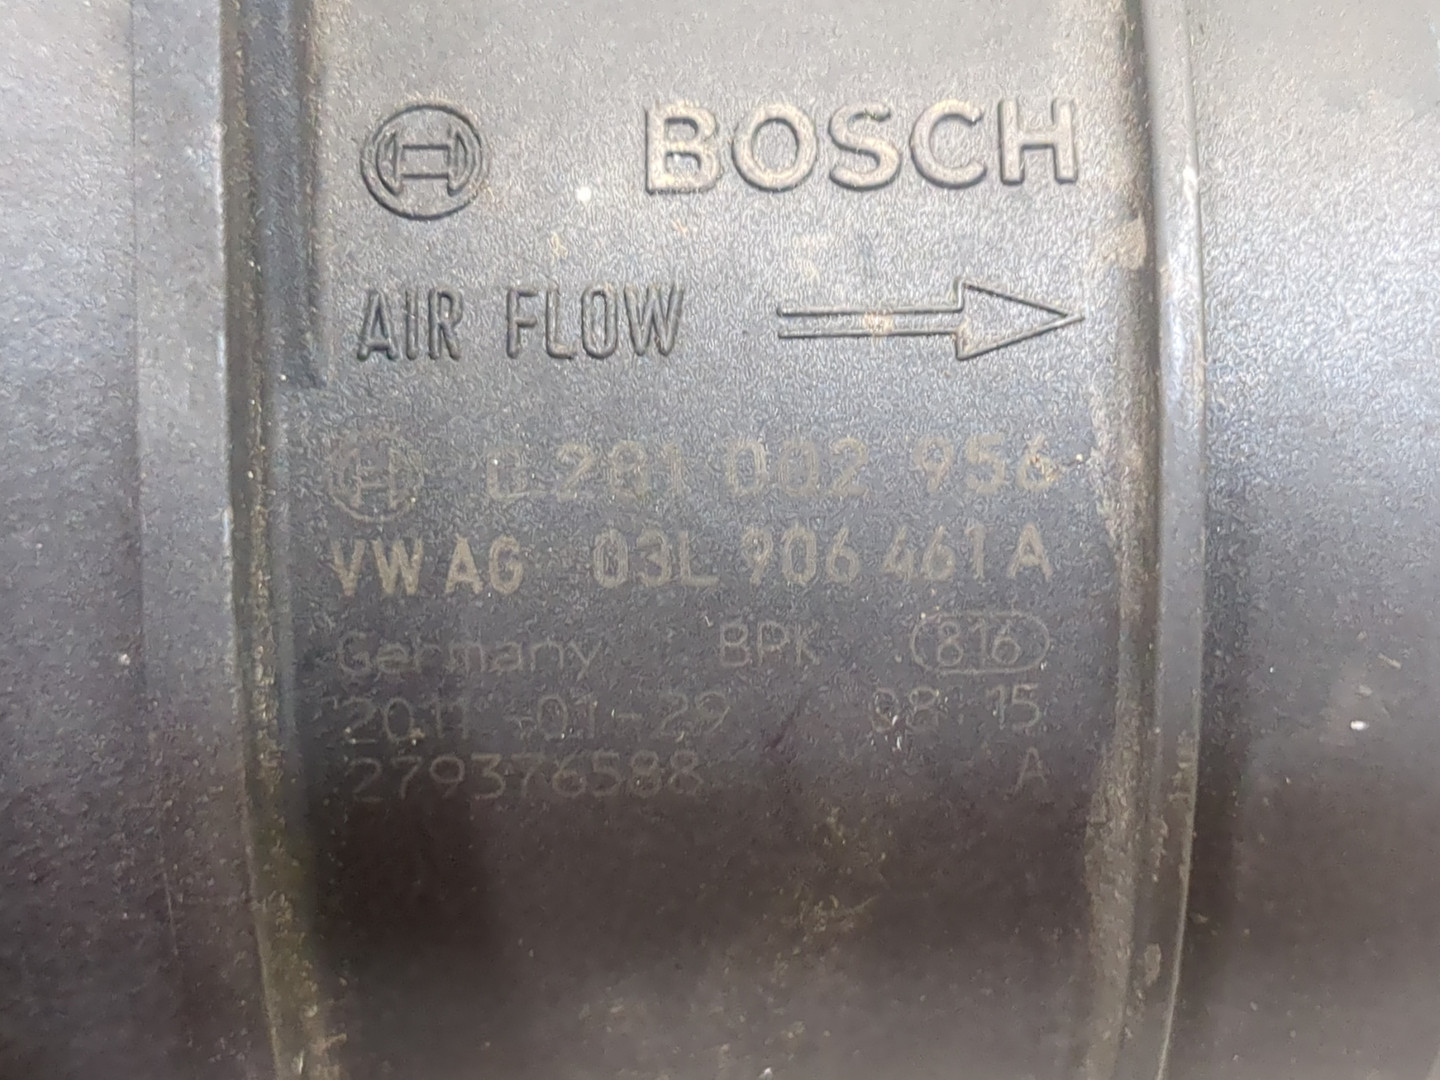 BOSCH
AIR FLOW
0 281 002 956
VW AG 03L 906 461 A
Germany BPK 816
2011-01-29 08 15
279376588 A